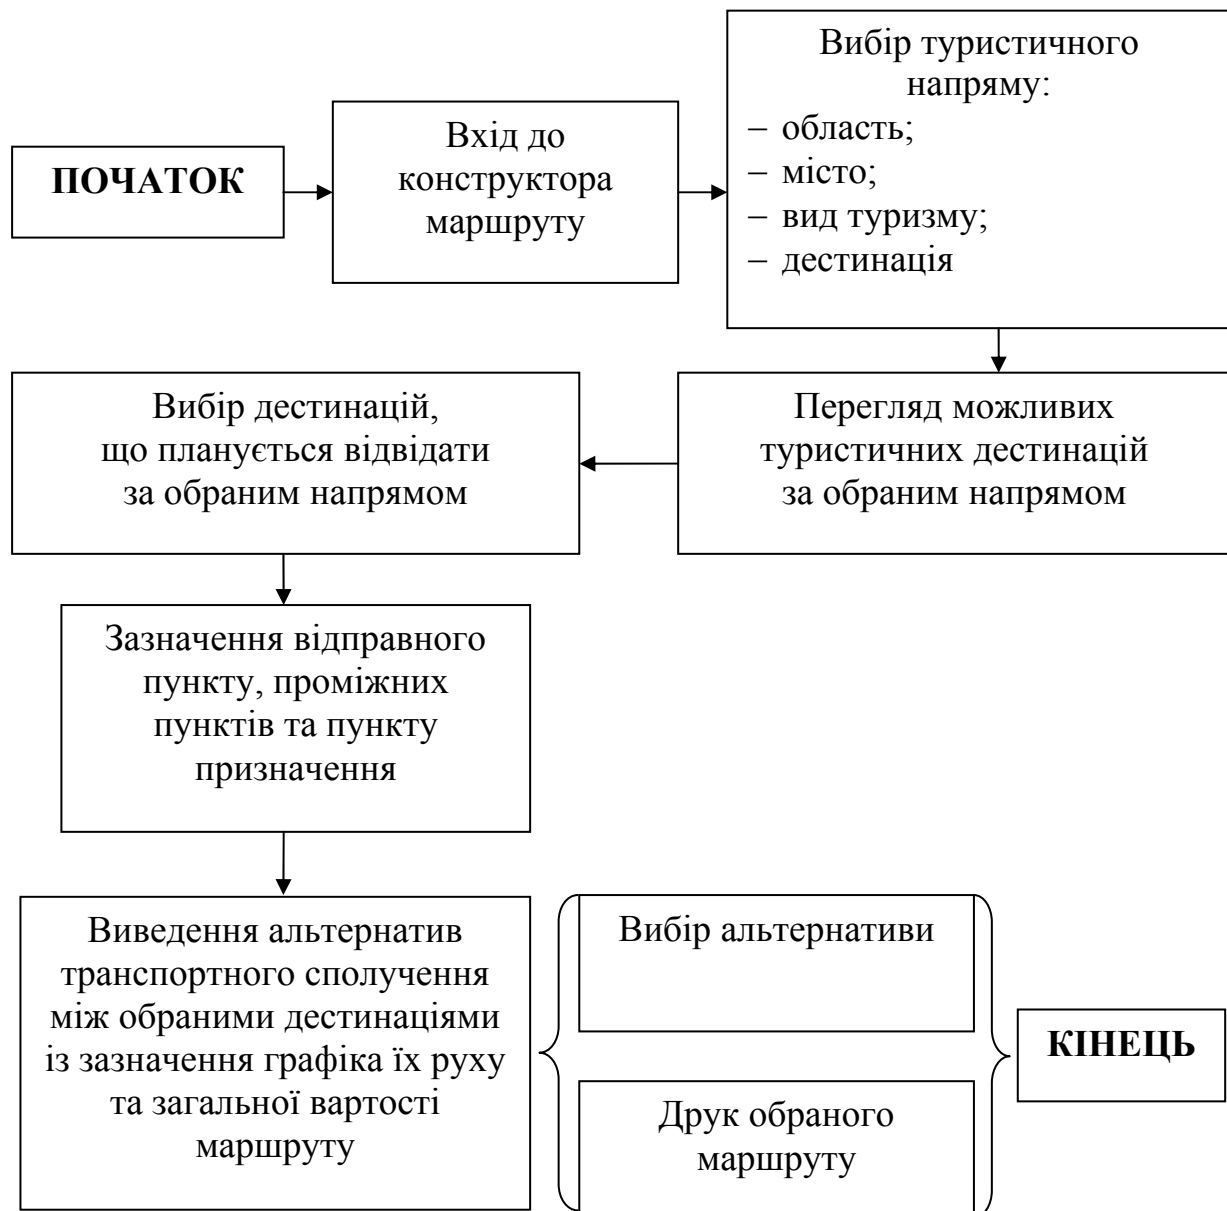 ПОЧАТОК
Вхід до
конструктора
маршруту
Вибір туристичного
напряму:
– область;
– місто;
– вид туризму;
– дестинація
Перегляд можливих
туристичних дестинацій
за обраним напрямом
Вибір дестинацій,
що планується відвідати
за обраним напрямом
Зазначення відправного
пункту, проміжних
пунктів та пункту
призначення
Виведення альтернатив
транспортного сполучення
між обраними дестинаціями
із зазначення графіка їх руху
та загальної вартості
маршруту
Вибір альтернативи
Друк обраного
маршруту
КІНЕЦЬ